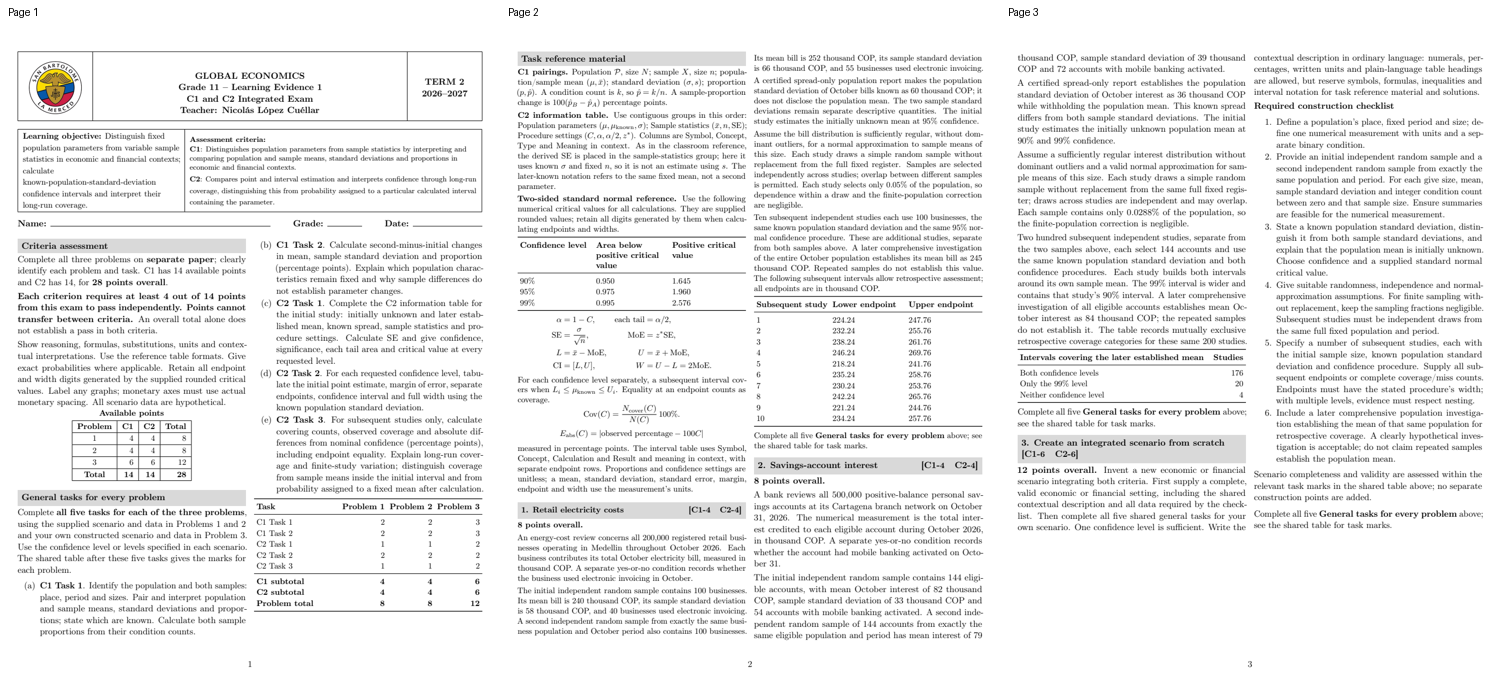 Page 1
SAN BARTOLOMÉ
LA MERCED
GLOBAL ECONOMICS
Grade 11 – Learning Evidence 1
C1 and C2 Integrated Exam
Teacher: Nicolás López Cuéllar
TERM 2
2026–2027
Learning objective: Distinguish fixed
population parameters from variable sample
statistics in economic and financial contexts;
calculate
known-population-standard-deviation
confidence intervals and interpret their
long-run coverage.
Assessment criteria:
C1: Distinguishes population parameters from sample statistics by interpreting and
comparing population and sample means, standard deviations and proportions in
economic and financial contexts.
C2: Compares point and interval estimation and interprets confidence through long-run
coverage, distinguishing this from probability assigned to a particular calculated interval
containing the parameter.
Name:
Grade:
Date:
Criteria assessment
Complete all three problems on separate paper; clearly
identify each problem and task. C1 has 14 available points
and C2 has 14, for 28 points overall.
Each criterion requires at least 4 out of 14 points
from this exam to pass independently. Points cannot
transfer between criteria. An overall total alone does
not establish a pass in both criteria.
Show reasoning, formulas, substitutions, units and contex-
tual interpretations. Use the reference table formats. Give
exact probabilities where applicable. Retain all endpoint
and width digits generated by the supplied rounded critical
values. Label any graphs; monetary axes must use actual
monetary spacing. All scenario data are hypothetical.
Available points
Problem C1 C2 Total
1 4 4 8
2 4 4 8
3 6 6 12
Total 14 14 28
General tasks for every problem
Complete all five tasks for each of the three problems,
using the supplied scenario and data in Problems 1 and 2
and your own constructed scenario and data in Problem 3.
Use the confidence level or levels specified in each scenario.
The shared table after these five tasks gives the marks for
each problem.
(a) C1 Task 1. Identify the population and both samples:
place, period and sizes. Pair and interpret population
and sample means, standard deviations and propor-
tions; state which are known. Calculate both sample
proportions from their condition counts.
(b) C1 Task 2. Calculate second-minus-initial changes
in mean, sample standard deviation and proportion
(percentage points). Explain which population charac-
teristics remain fixed and why sample differences do
not establish parameter changes.
(c) C2 Task 1. Complete the C2 information table for
the initial study: initially unknown and later estab-
lished mean, known spread, sample statistics and pro-
cedure settings. Calculate SE and give confidence,
significance, each tail area and critical value at every
requested level.
(d) C2 Task 2. For each requested confidence level, tabu-
late the initial point estimate, margin of error, separate
endpoints, confidence interval and full width using the
known population standard deviation.
(e) C2 Task 3. For subsequent studies only, calculate
covering counts, observed coverage and absolute dif-
ferences from nominal confidence (percentage points),
including endpoint equality. Explain long-run cover-
age and finite-study variation; distinguish coverage
from sample means inside the initial interval and from
probability assigned to a fixed mean after calculation.
Task Problem 1 Problem 2 Problem 3
C1 Task 1 2 2 3
C1 Task 2 2 2 3
C2 Task 1 1 1 2
C2 Task 2 2 2 2
C2 Task 3 1 1 2
C1 subtotal 4 4 6
C2 subtotal 4 4 6
Problem total 8 8 12
1
Page 2
Task reference material
C1 pairings. Population P, size N; sample X, size n; popula-
tion/sample mean (μ, x̄); standard deviation (σ, s); proportion
(p, p̂). A condition count is k, so p̂ = k/n. A sample-proportion
change is 100(p̂B − p̂A) percentage points.
C2 information table. Use contiguous groups in this order:
Population parameters (μ, μknown, σ); Sample statistics (x̄, n, SE);
Procedure settings (C, α, α/2, z*). Columns are Symbol, Concept,
Type and Meaning in context. As in the classroom reference,
the derived SE is placed in the sample-statistics group; here it
uses known σ and fixed n, so it is not an estimate using s. The
later-known notation refers to the same fixed mean, not a second
parameter.
Two-sided standard normal reference. Use the following
numerical critical values for all calculations. They are supplied
rounded values; retain all digits generated by them when calcu-
lating endpoints and widths.
Confidence level Area below positive critical value Positive critical value
90% 0.950 1.645
95% 0.975 1.960
99% 0.995 2.576
α = 1 − C, each tail = α/2,
SE = σ/√n, MoE = z*SE,
L = x̄ − MoE, U = x̄ + MoE,
CI = [L, U], W = U − L = 2MoE.
For each confidence level separately, a subsequent interval cov-
ers when Li ≤ μknown ≤ Ui. Equality at an endpoint counts as
coverage.
Cov(C) = Ncover(C)/N(C) 100%.
Eabs(C) = |observed percentage − 100C|
measured in percentage points. The interval table uses Symbol,
Concept, Calculation and Result and meaning in context, with
separate endpoint rows. Proportions and confidence settings are
unitless; a mean, standard deviation, standard error, margin,
endpoint and width use the measurement's units.
1. Retail electricity costs [C1-4 C2-4]
8 points overall.
An energy-cost review concerns all 200,000 registered retail busi-
nesses operating in Medellín throughout October 2026. Each
business contributes its total October electricity bill, measured in
thousand COP. A separate yes-or-no condition records whether
the business used electronic invoicing in October.
The initial independent random sample contains 100 businesses.
Its mean bill is 240 thousand COP, its sample standard deviation
is 58 thousand COP, and 40 businesses used electronic invoicing.
A second independent random sample from exactly the same busi-
ness population and October period also contains 100 businesses.
Its mean bill is 252 thousand COP, its sample standard deviation
is 66 thousand COP, and 55 businesses used electronic invoicing.
A certified spread-only population report makes the population
standard deviation of October bills known as 60 thousand COP; it
does not disclose the population mean. The two sample standard
deviations remain separate descriptive quantities. The initial
study estimates the initially unknown mean at 95% confidence.
Assume the bill distribution is sufficiently regular, without dom-
inant outliers, for a normal approximation to sample means of
this size. Each study draws a simple random sample without
replacement from the full fixed register. Samples are selected
independently across studies; overlap between different samples
is permitted. Each study selects only 0.05% of the population, so
dependence within a draw and the finite-population correction
are negligible.
Ten subsequent independent studies each use 100 businesses, the
same known population standard deviation and the same 95% nor-
mal confidence procedure. These are additional studies, separate
from both samples above. A later comprehensive investigation
of the entire October population establishes its mean bill as 245
thousand COP. Repeated samples do not establish this value.
The following subsequent intervals allow retrospective assessment;
all endpoints are in thousand COP.
Subsequent study Lower endpoint Upper endpoint
1 224.24 247.76
2 232.24 255.76
3 238.24 261.76
4 246.24 269.76
5 218.24 241.76
6 235.24 258.76
7 230.24 253.76
8 242.24 265.76
9 221.24 244.76
10 234.24 257.76
Complete all five General tasks for every problem above; see
the shared table for task marks.
2. Savings-account interest [C1-4 C2-4]
8 points overall.
A bank reviews all 500,000 positive-balance personal sav-
ings accounts at its Cartagena branch network on October
31, 2026. The numerical measurement is the total inter-
est credited to each eligible account during October 2026,
in thousand COP. A separate yes-or-no condition records
whether the account had mobile banking activated on Octo-
ber 31.
The initial independent random sample contains 144 eligi-
ble accounts, with mean October interest of 82 thousand
COP, sample standard deviation of 33 thousand COP and
54 accounts with mobile banking activated. A second inde-
pendent random sample of 144 accounts from exactly the
same eligible population and period has mean interest of 79
2
Page 3
thousand COP, sample standard deviation of 39 thousand
COP and 72 accounts with mobile banking activated.
A certified spread-only report establishes the population
standard deviation of October interest as 36 thousand COP
while withholding the population mean. This known spread
differs from both sample standard deviations. The initial
study estimates the initially unknown population mean at
90% and 99% confidence.
Assume a sufficiently regular interest distribution without
dominant outliers and a valid normal approximation for sam-
ple means of this size. Each study draws a simple random
sample without replacement from the same full fixed regis-
ter; draws across studies are independent and may overlap.
Each sample contains only 0.0288% of the population, so
the finite-population correction is negligible.
Two hundred subsequent independent studies, separate from
the two samples above, each select 144 accounts and use
the same known population standard deviation and both
confidence procedures. Each study builds both intervals
around its own sample mean. The 99% interval is wider and
contains that study's 90% interval. A later comprehensive
investigation of all eligible accounts establishes mean Oc-
tober interest as 84 thousand COP; the repeated samples
do not establish it. The table records mutually exclusive
retrospective coverage categories for these same 200 studies.
Intervals covering the later established mean Studies
Both confidence levels 176
Only the 99% level 20
Neither confidence level 4
Complete all five General tasks for every problem above;
see the shared table for task marks.
3. Create an integrated scenario from scratch
[C1-6 C2-6]
12 points overall. Invent a new economic or financial
scenario integrating both criteria. First supply a complete,
valid economic or financial setting, including the shared
contextual description and all data required by the check-
list. Then complete all five shared general tasks for your
own scenario. One confidence level is sufficient. Write the
contextual description in ordinary language: numerals, per-
centages, written units and plain-language table headings
are allowed, but reserve symbols, formulas, inequalities and
interval notation for task reference material and solutions.
Required construction checklist
1. Define a population's place, fixed period and size; de-
fine one numerical measurement with units and a sep-
arate binary condition.
2. Provide an initial independent random sample and a
second independent random sample from exactly the
same population and period. For each give size, mean,
sample standard deviation and integer condition count
between zero and that sample size. Ensure summaries
are feasible for the numerical measurement.
3. State a known population standard deviation, distin-
guish it from both sample standard deviations, and
explain that the population mean is initially unknown.
Choose confidence and a supplied standard normal
critical value.
4. Give suitable randomness, independence and normal-
approximation assumptions. For finite sampling with-
out replacement, keep the sampling fractions negligible.
Subsequent studies must be independent draws from
the same full fixed population and period.
5. Specify a number of subsequent studies, each with
the initial sample size, known population standard
deviation and confidence procedure. Supply all sub-
sequent endpoints or complete coverage/miss counts.
Endpoints must have the stated procedure's width;
with multiple levels, evidence must respect nesting.
6. Include a later comprehensive population investiga-
tion establishing the mean of that same population for
retrospective coverage. A clearly hypothetical inves-
tigation is acceptable; do not claim repeated samples
establish the population mean.
Scenario completeness and validity are assessed within the
relevant task marks in the shared table above; no separate
construction points are added.
Complete all five General tasks for every problem above;
see the shared table for task marks.
3